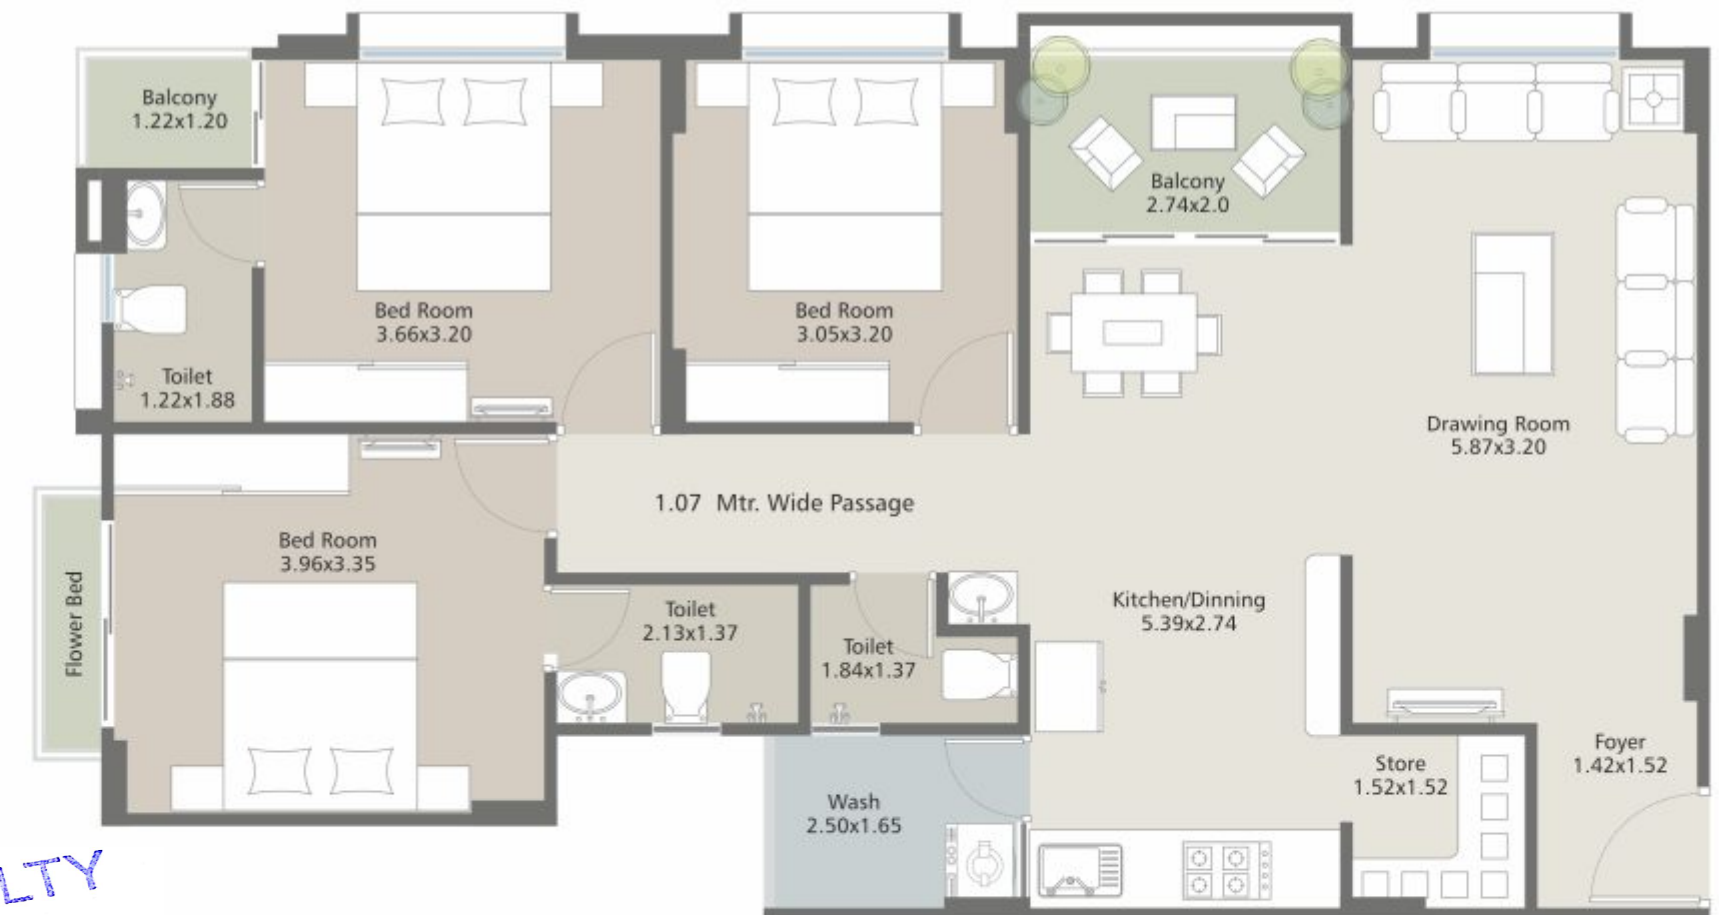 Balcony
1.22x1.20
Balcony
2.74x2.0
Bed Room
3.66x3.20
Bed Room
3.05x3.20
Toilet
1.22x1.88
Drawing Room
5.87x3.20
1.07 Mtr. Wide Passage
Bed Room
3.96x3.35
Flower Bed
Toilet
2.13x1.37
Toilet
1.84x1.37
Kitchen/Dinning
5.39x2.74
Foyer
1.42x1.52
Store
1.52x1.52
Wash
2.50x1.65
LTY